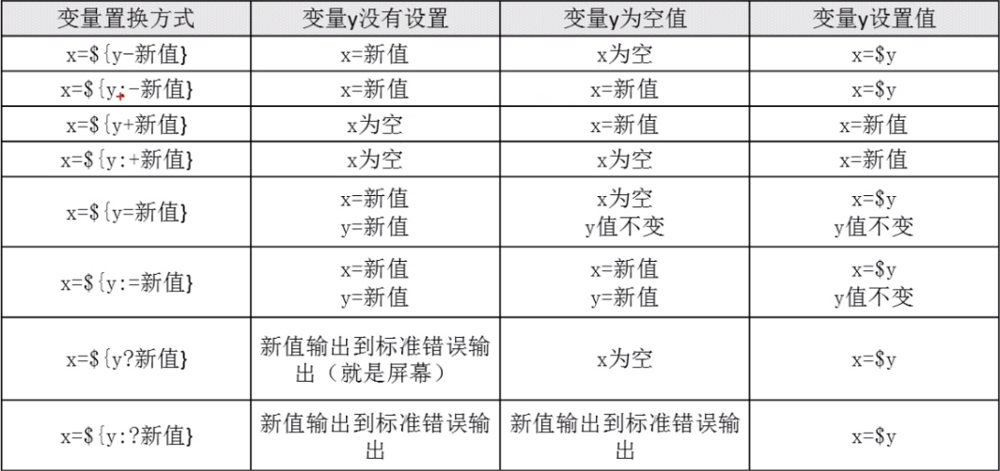 变量置换方式 变量y没有设置 变量y为空值 变量y设置值
x=${y-新值} x=新值 x为空 x=$y
x=${y:-新值} x=新值 x=新值 x=$y
x=${y+新值} x为空 x=新值 x=新值
x=${y:+新值} x为空 x为空 x=新值
x=${y=新值} x=新值 x为空 x=$y
y=新值 y值不变 y值不变
x=${y:=新值} x=新值 x=新值 x=$y
y=新值 y=新值 y值不变
x=${y?新值} 新值输出到标准错误输 x为空 x=$y
出（就是屏幕）
x=${y:?新值} 新值输出到标准错误输 新值输出到标准错误输 x=$y
出 出